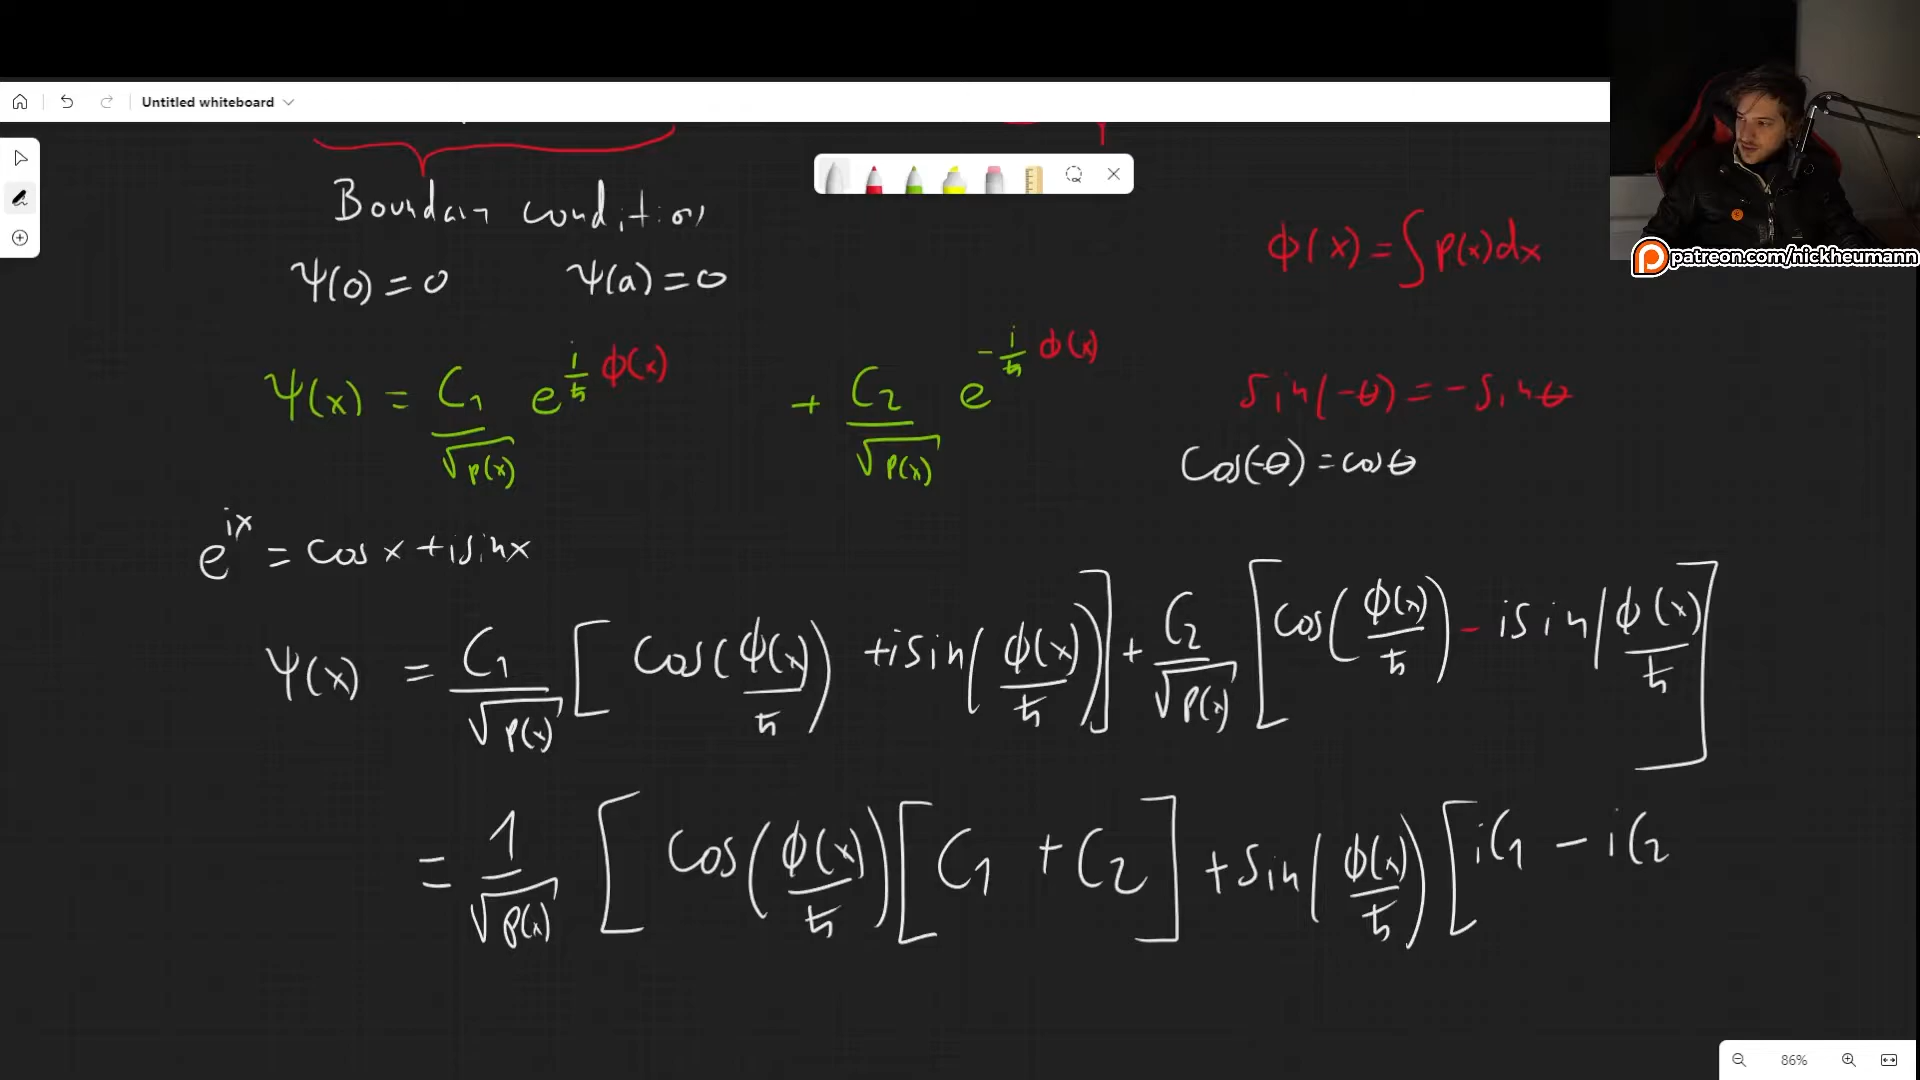 Untitled whiteboard
Boundary conditions
ψ(0) = 0 ψ(a) = 0
ϕ(x) = ∫ p(x)dx
patreon.com/nickheumann
ψ(x) = C₁/√p(x) e^(i/ħ ϕ(x)) + C₂/√p(x) e^(-i/ħ ϕ(x))
sin(-θ) = - sinθ
Cos(-θ) = cosθ
e^(ix) = cos x + i sin x
ψ(x) = C₁/√p(x) [ cos(ϕ(x)/ħ) + i sin(ϕ(x)/ħ) ] + C₂/√p(x) [ cos(ϕ(x)/ħ) - i sin(ϕ(x)/ħ ]
= 1/√p(x) [ cos(ϕ(x)/ħ) [ C₁ + C₂ ] + sin(ϕ(x)/ħ) [ iC₁ - iC₂
86%